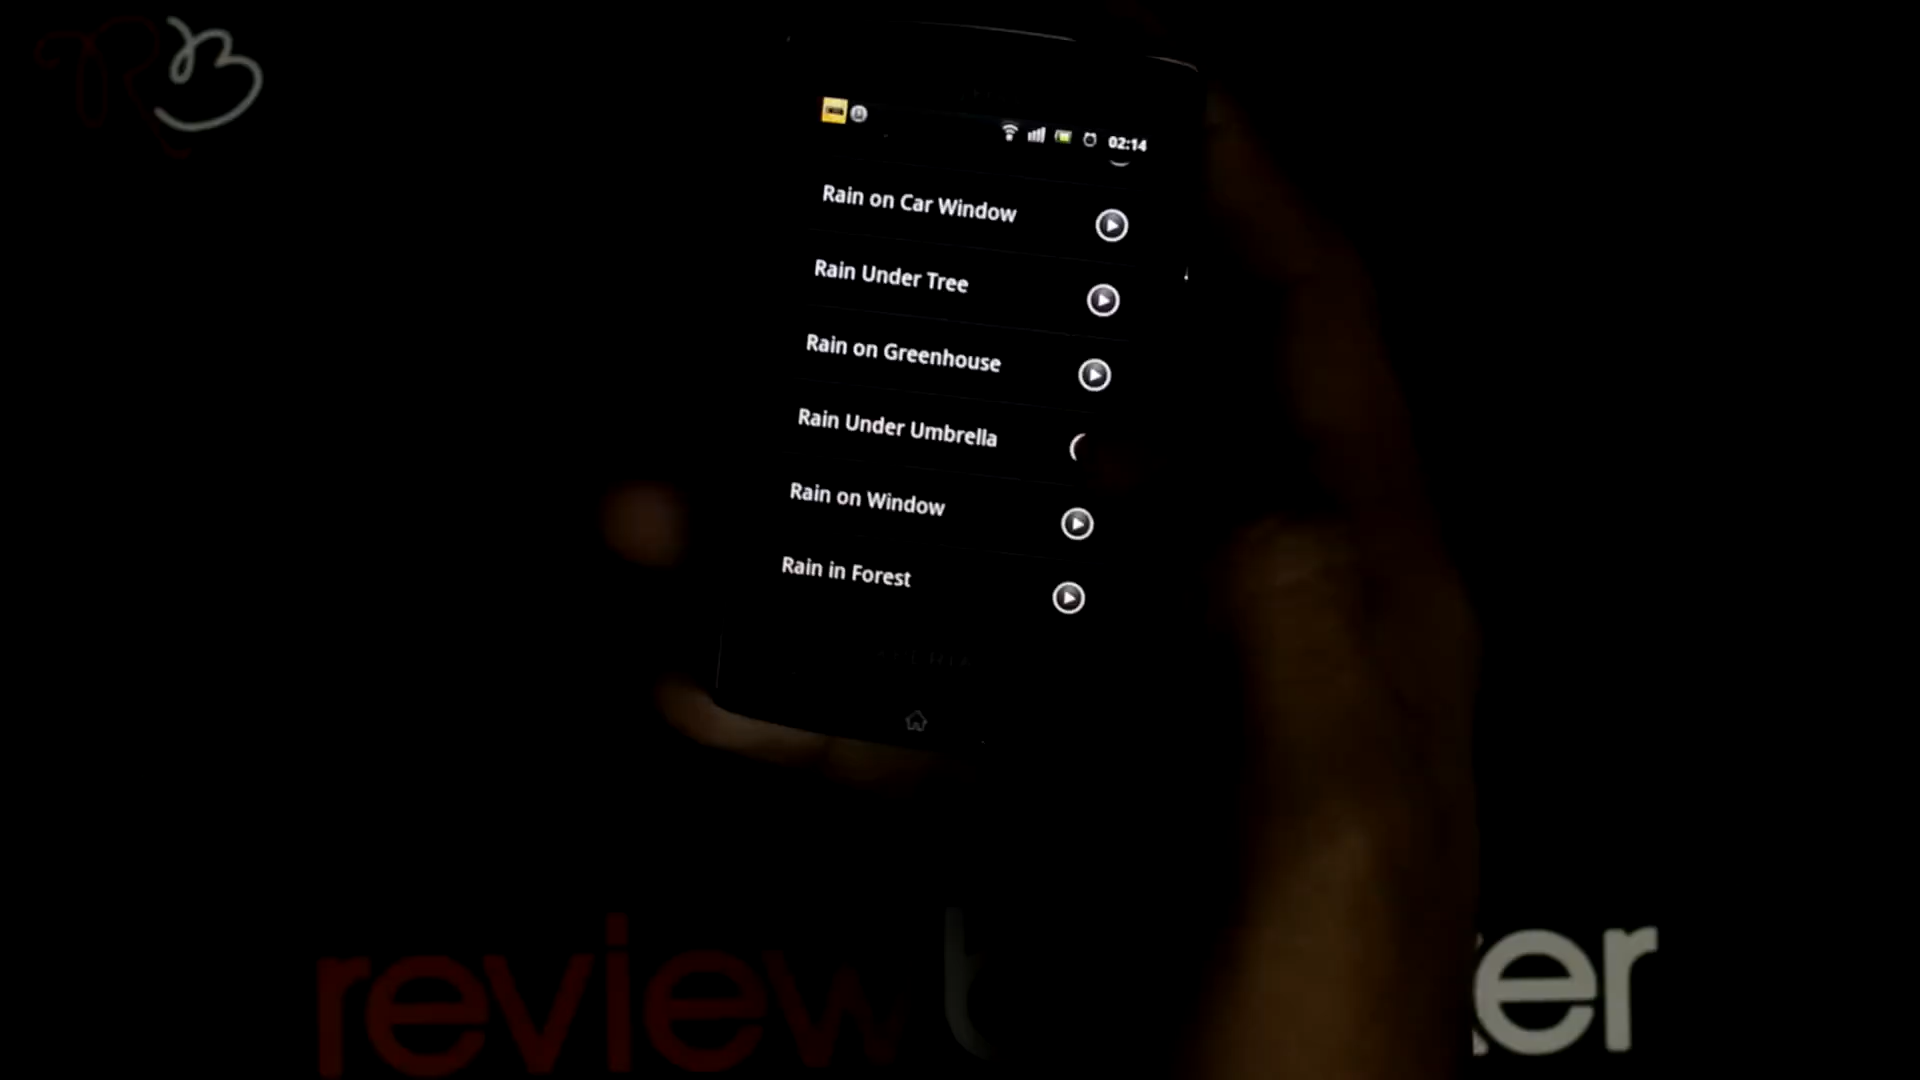 RB
02:14
Rain on Car Window
Rain Under Tree
Rain on Greenhouse
Rain Under Umbrella
Rain on Window
Rain in Forest
review